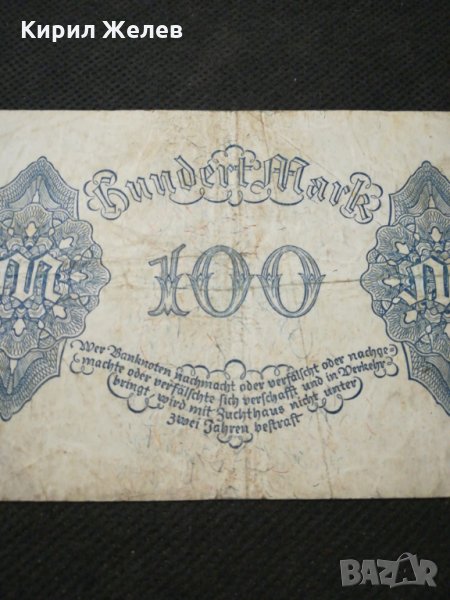 Кирил Желев
Hundert Mark
M
M
100
Wer Banknoten nachmacht oder verfälscht oder nachge-
machte oder verfälschte sich verschafft und in Verkehr
bringt, wird mit Zuchthaus nicht unter
zwei Jahren bestraft
BAZAR